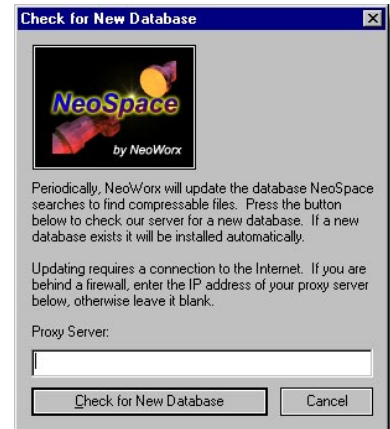 Check for New Database
NeoSpace
by NeoWorx
Periodically, NeoWorx will update the database NeoSpace
searches to find compressable files. Press the button
below to check our server for a new database. If a new
database exists it will be installed automatically.
Updating requires a connection to the Internet. If you are
behind a firewall, enter the IP address of your proxy server
below, otherwise leave it blank.
Proxy Server:
Check for New Database
Cancel